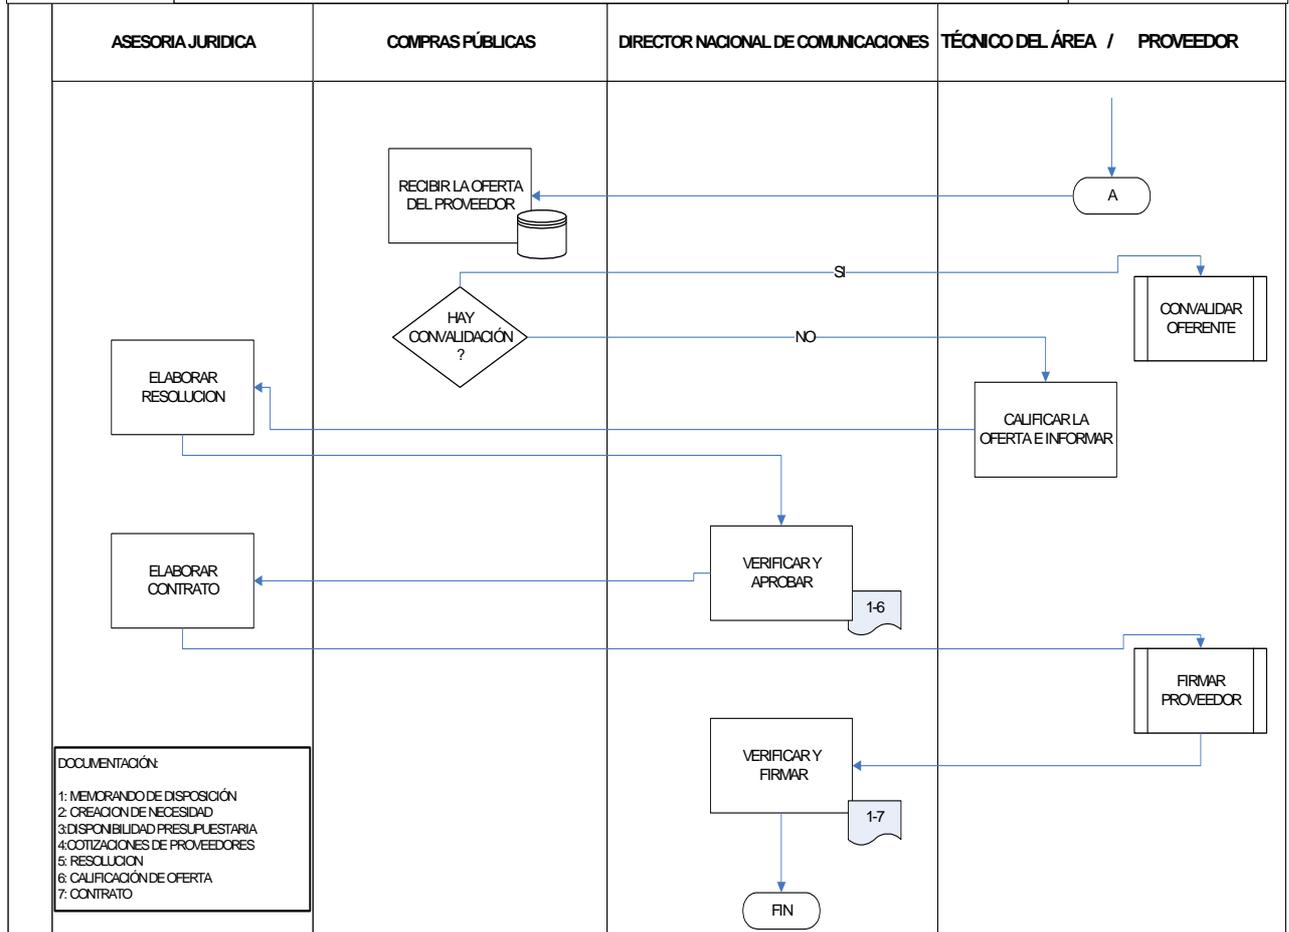 ASESORIA JURIDICA
COMPRAS PÚBLICAS
DIRECTOR NACIONAL DE COMUNICACIONES
TÉCNICO DEL ÁREA / PROVEEDOR
RECIBIR LA OFERTA
DEL PROVEEDOR
A
SI
HAY
CONVALIDACIÓN
?
NO
CONVALIDAR
OFERENTE
ELABORAR
RESOLUCION
CALIFICAR LA
OFERTA E INFORMAR
VERIFICAR Y
APROBAR
1-6
ELABORAR
CONTRATO
FIRMAR
PROVEEDOR
VERIFICAR Y
FIRMAR
1-7
DOCUMENTACIÓN:
1: MEMORANDO DE DISPOSICIÓN
2: CREACION DE NECESIDAD
3:DISPONIBILIDAD PRESUPUESTARIA
4:COTIZACIONES DE PROVEEDORES
5: RESOLUCION
6: CALIFICACIÓN DE OFERTA
7: CONTRATO
FIN